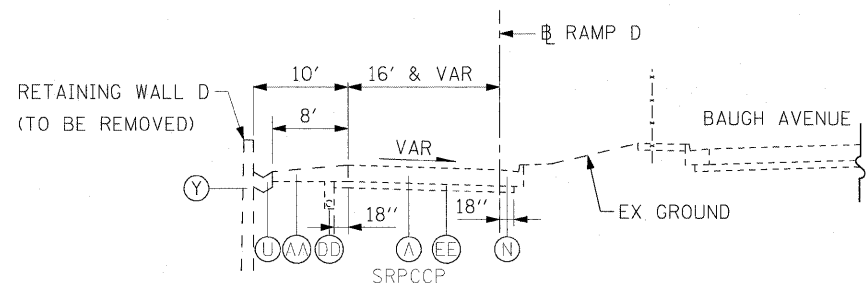 ℄ RAMP D
10'
16' & VAR
RETAINING WALL D
(TO BE REMOVED)
8'
VAR
BAUGH AVENUE
Y
18"
18"
EX GROUND
U
AA
DD
A
EE
N
SRPCCP